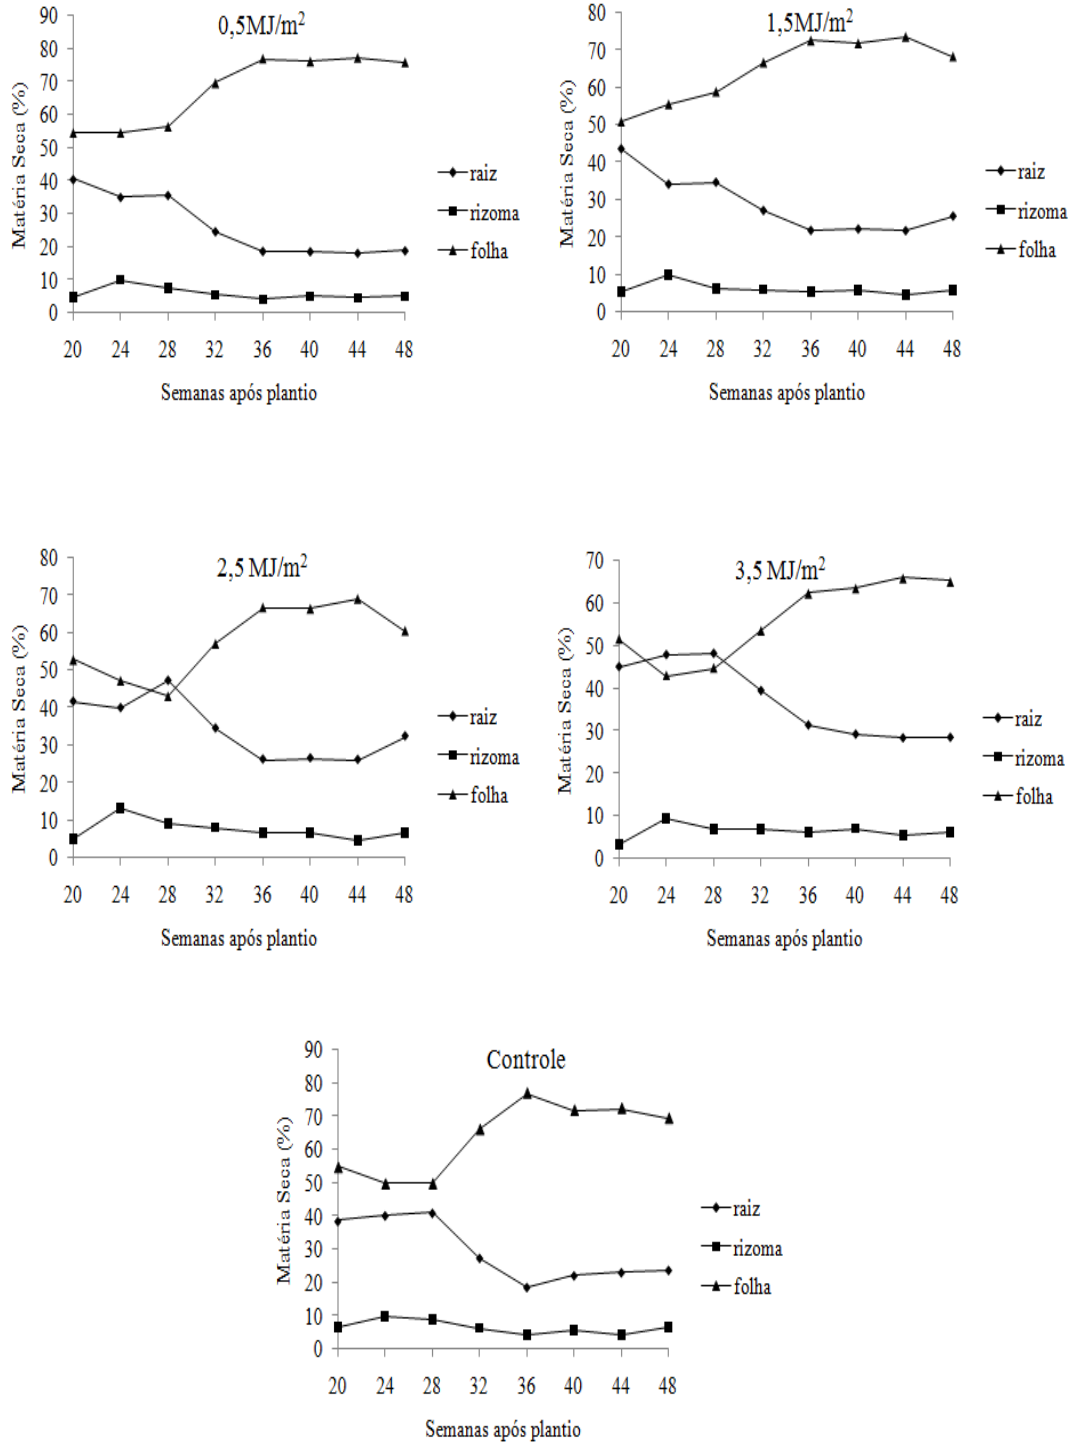 0,5MJ/m²
Matéria Seca (%)
90
80
70
60
50
40
30
20
10
0
20 24 28 32 36 40 44 48
Semanas após plantio
raiz
rizoma
folha
1,5MJ/m²
Matéria Seca (%)
80
70
60
50
40
30
20
10
0
20 24 28 32 36 40 44 48
Semanas após plantio
raiz
rizoma
folha
2,5 MJ/m²
Matéria Seca (%)
80
70
60
50
40
30
20
10
0
20 24 28 32 36 40 44 48
Semanas após plantio
raiz
rizoma
folha
3,5 MJ/m²
Matéria Seca (%)
70
60
50
40
30
20
10
0
20 24 28 32 36 40 44 48
Semanas após plantio
raiz
rizoma
folha
Controle
Matéria Seca (%)
90
80
70
60
50
40
30
20
10
0
20 24 28 32 36 40 44 48
Semanas após plantio
raiz
rizoma
folha